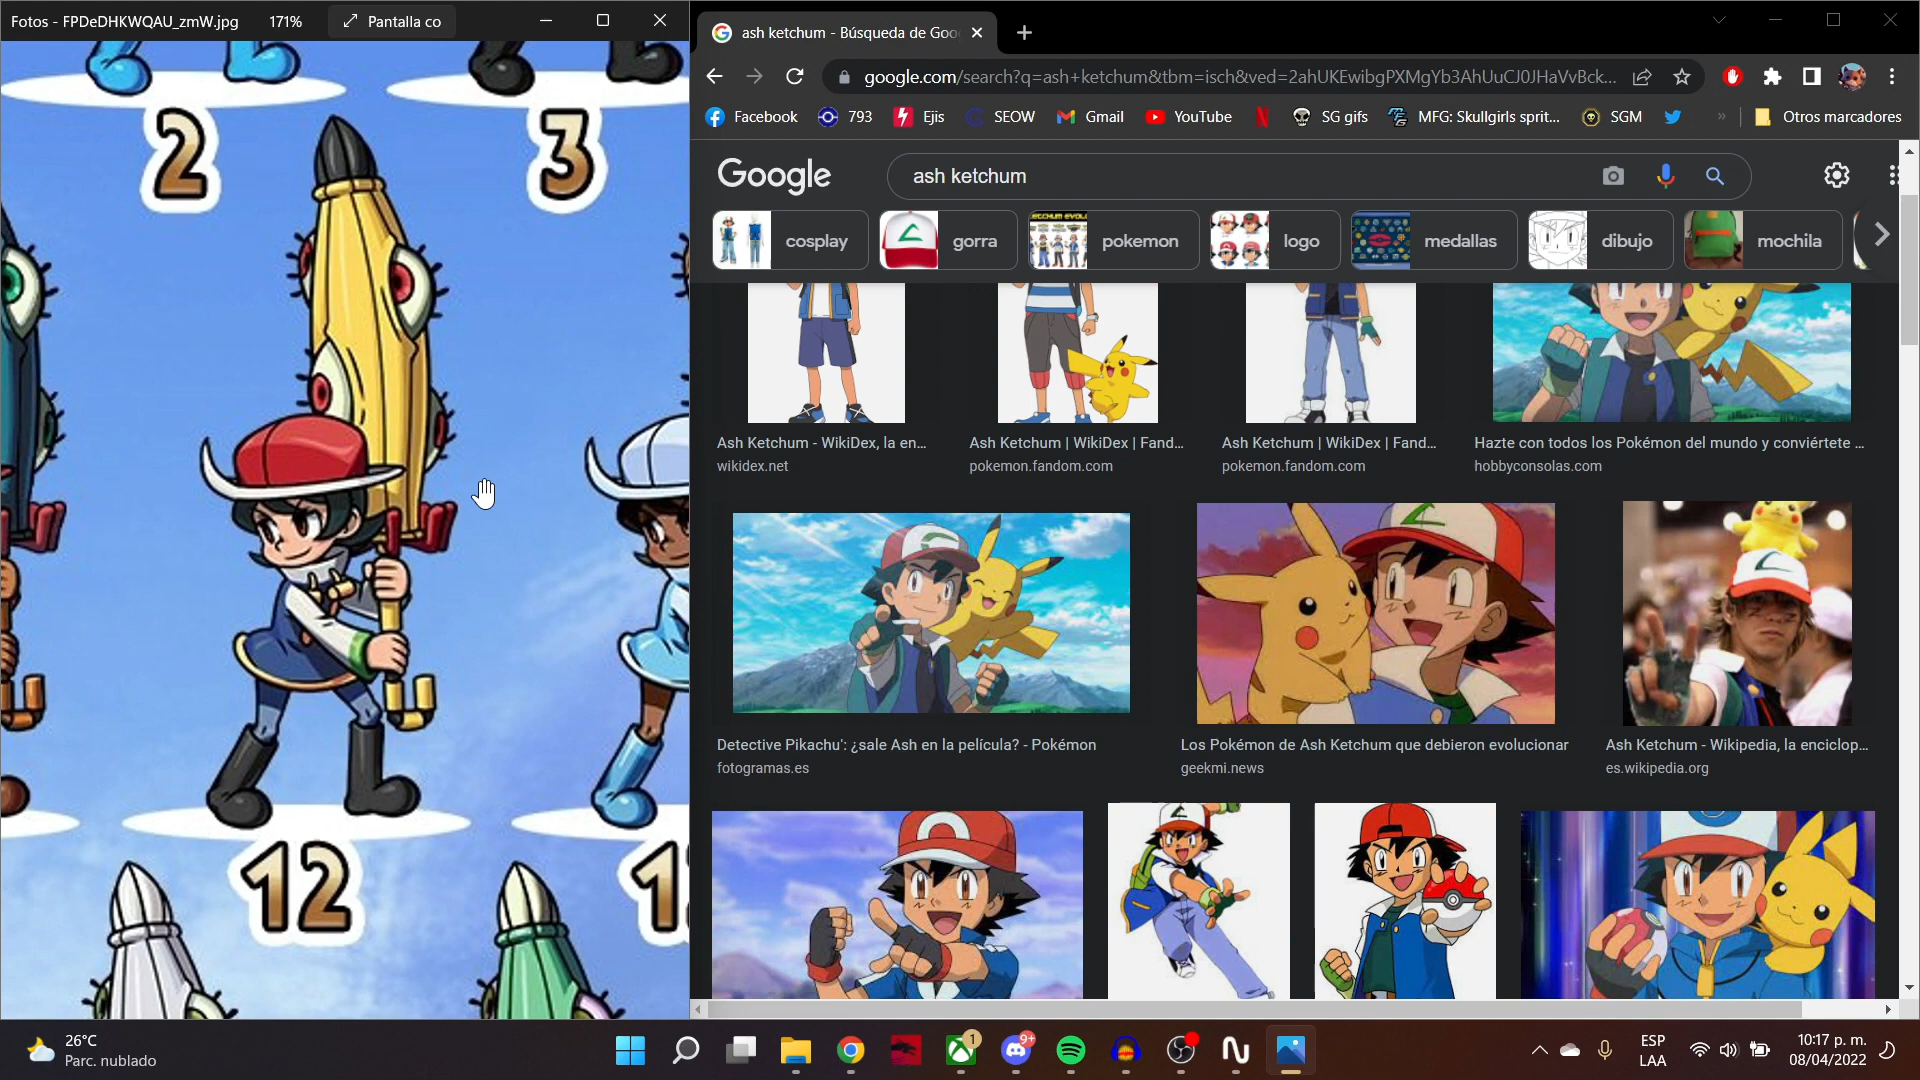 Fotos - FPDeDHKWQAU_zmW.jpg
171%
Pantalla co
2
3
12
1
ash ketchum - Búsqueda de Goo
google.com/search?q=ash+ketchum&tbm=isch&ved=2ahUKEwibgPXMgYb3AhUuCJ0JHaVvBck...
Facebook
793
Ejis
SEOW
Gmail
YouTube
SG gifs
MFG: Skullgirls sprit...
SGM
»
Otros marcadores
Google
ash ketchum
cosplay
gorra
pokemon
logo
medallas
dibujo
mochila
Ash Ketchum - WikiDex, la en...
wikidex.net
Ash Ketchum | WikiDex | Fand...
pokemon.fandom.com
Ash Ketchum | WikiDex | Fand...
pokemon.fandom.com
Hazte con todos los Pokémon del mundo y conviértete ...
hobbyconsolas.com
Detective Pikachu': ¿sale Ash en la película? - Pokémon
fotogramas.es
Los Pokémon de Ash Ketchum que debieron evolucionar
geekmi.news
Ash Ketchum - Wikipedia, la enciclop...
es.wikipedia.org
26°C
Parc. nublado
1
9+
ESP
LAA
10:17 p. m.
08/04/2022